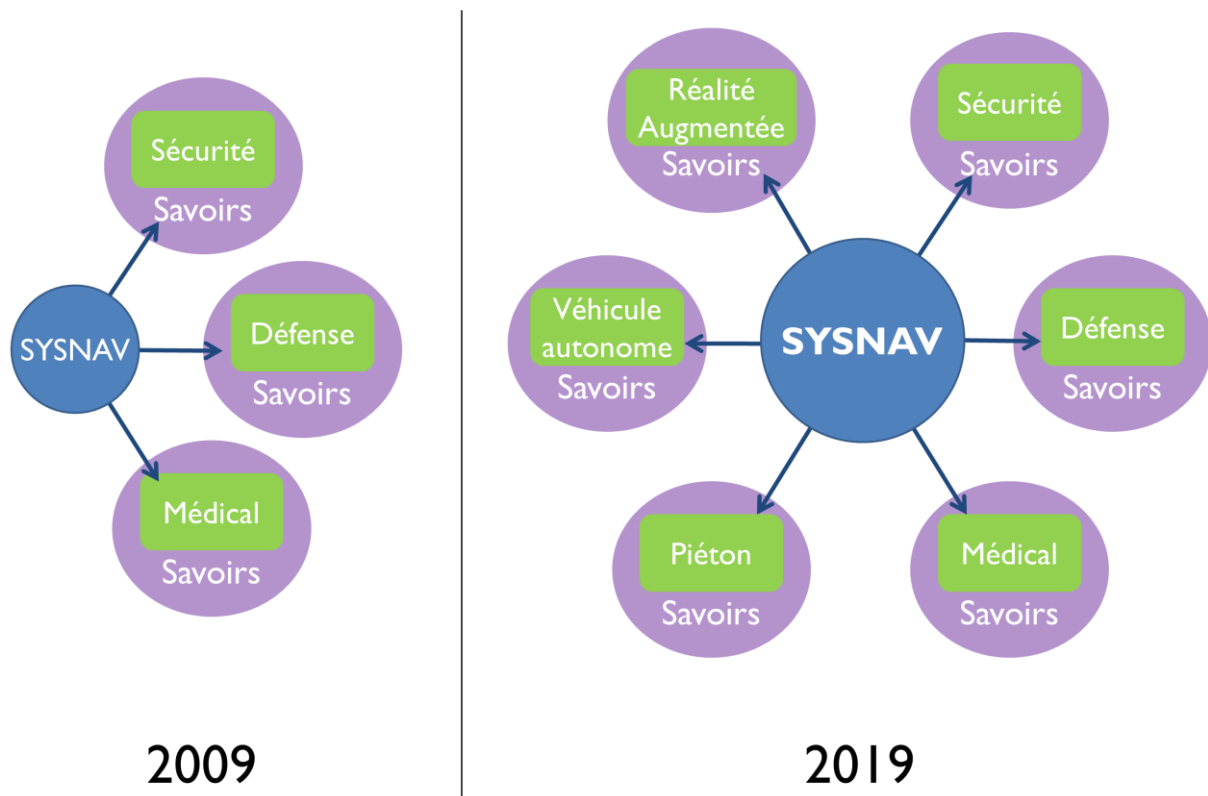 Sécurité
Savoirs
SYSNAV
Défense
Savoirs
Médical
Savoirs
2009
Réalité
Augmentée
Savoirs
Sécurité
Savoirs
Véhicule
autonome
Savoirs
SYSNAV
Défense
Savoirs
Piéton
Savoirs
Médical
Savoirs
2019